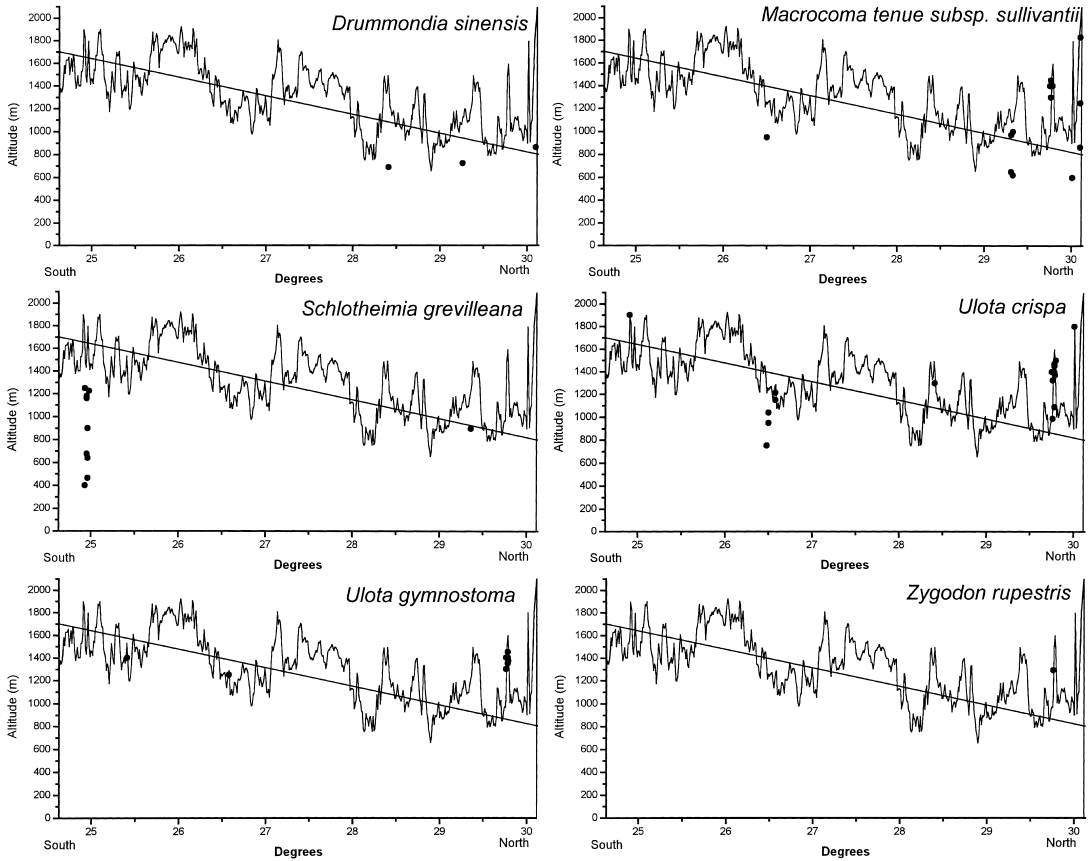 Drummondia sinensis
Altitude (m)
2000
1800
1600
1400
1200
1000
800
600
400
200
0
25 26 27 28 29 30
South Degrees North
Macrocoma tenue subsp. sullivantii
Altitude (m)
2000
1800
1600
1400
1200
1000
800
600
400
200
0
25 26 27 28 29 30
South Degrees North
Schlotheimia grevilleana
Altitude (m)
2000
1800
1600
1400
1200
1000
800
600
400
200
0
25 26 27 28 29 30
South Degrees North
Ulota crispa
Altitude (m)
2000
1800
1600
1400
1200
1000
800
600
400
200
0
25 26 27 28 29 30
South Degrees North
Ulota gymnostoma
Altitude (m)
2000
1800
1600
1400
1200
1000
800
600
400
200
0
25 26 27 28 29 30
South Degrees North
Zygodon rupestris
Altitude (m)
2000
1800
1600
1400
1200
1000
800
600
400
200
0
25 26 27 28 29 30
South Degrees North